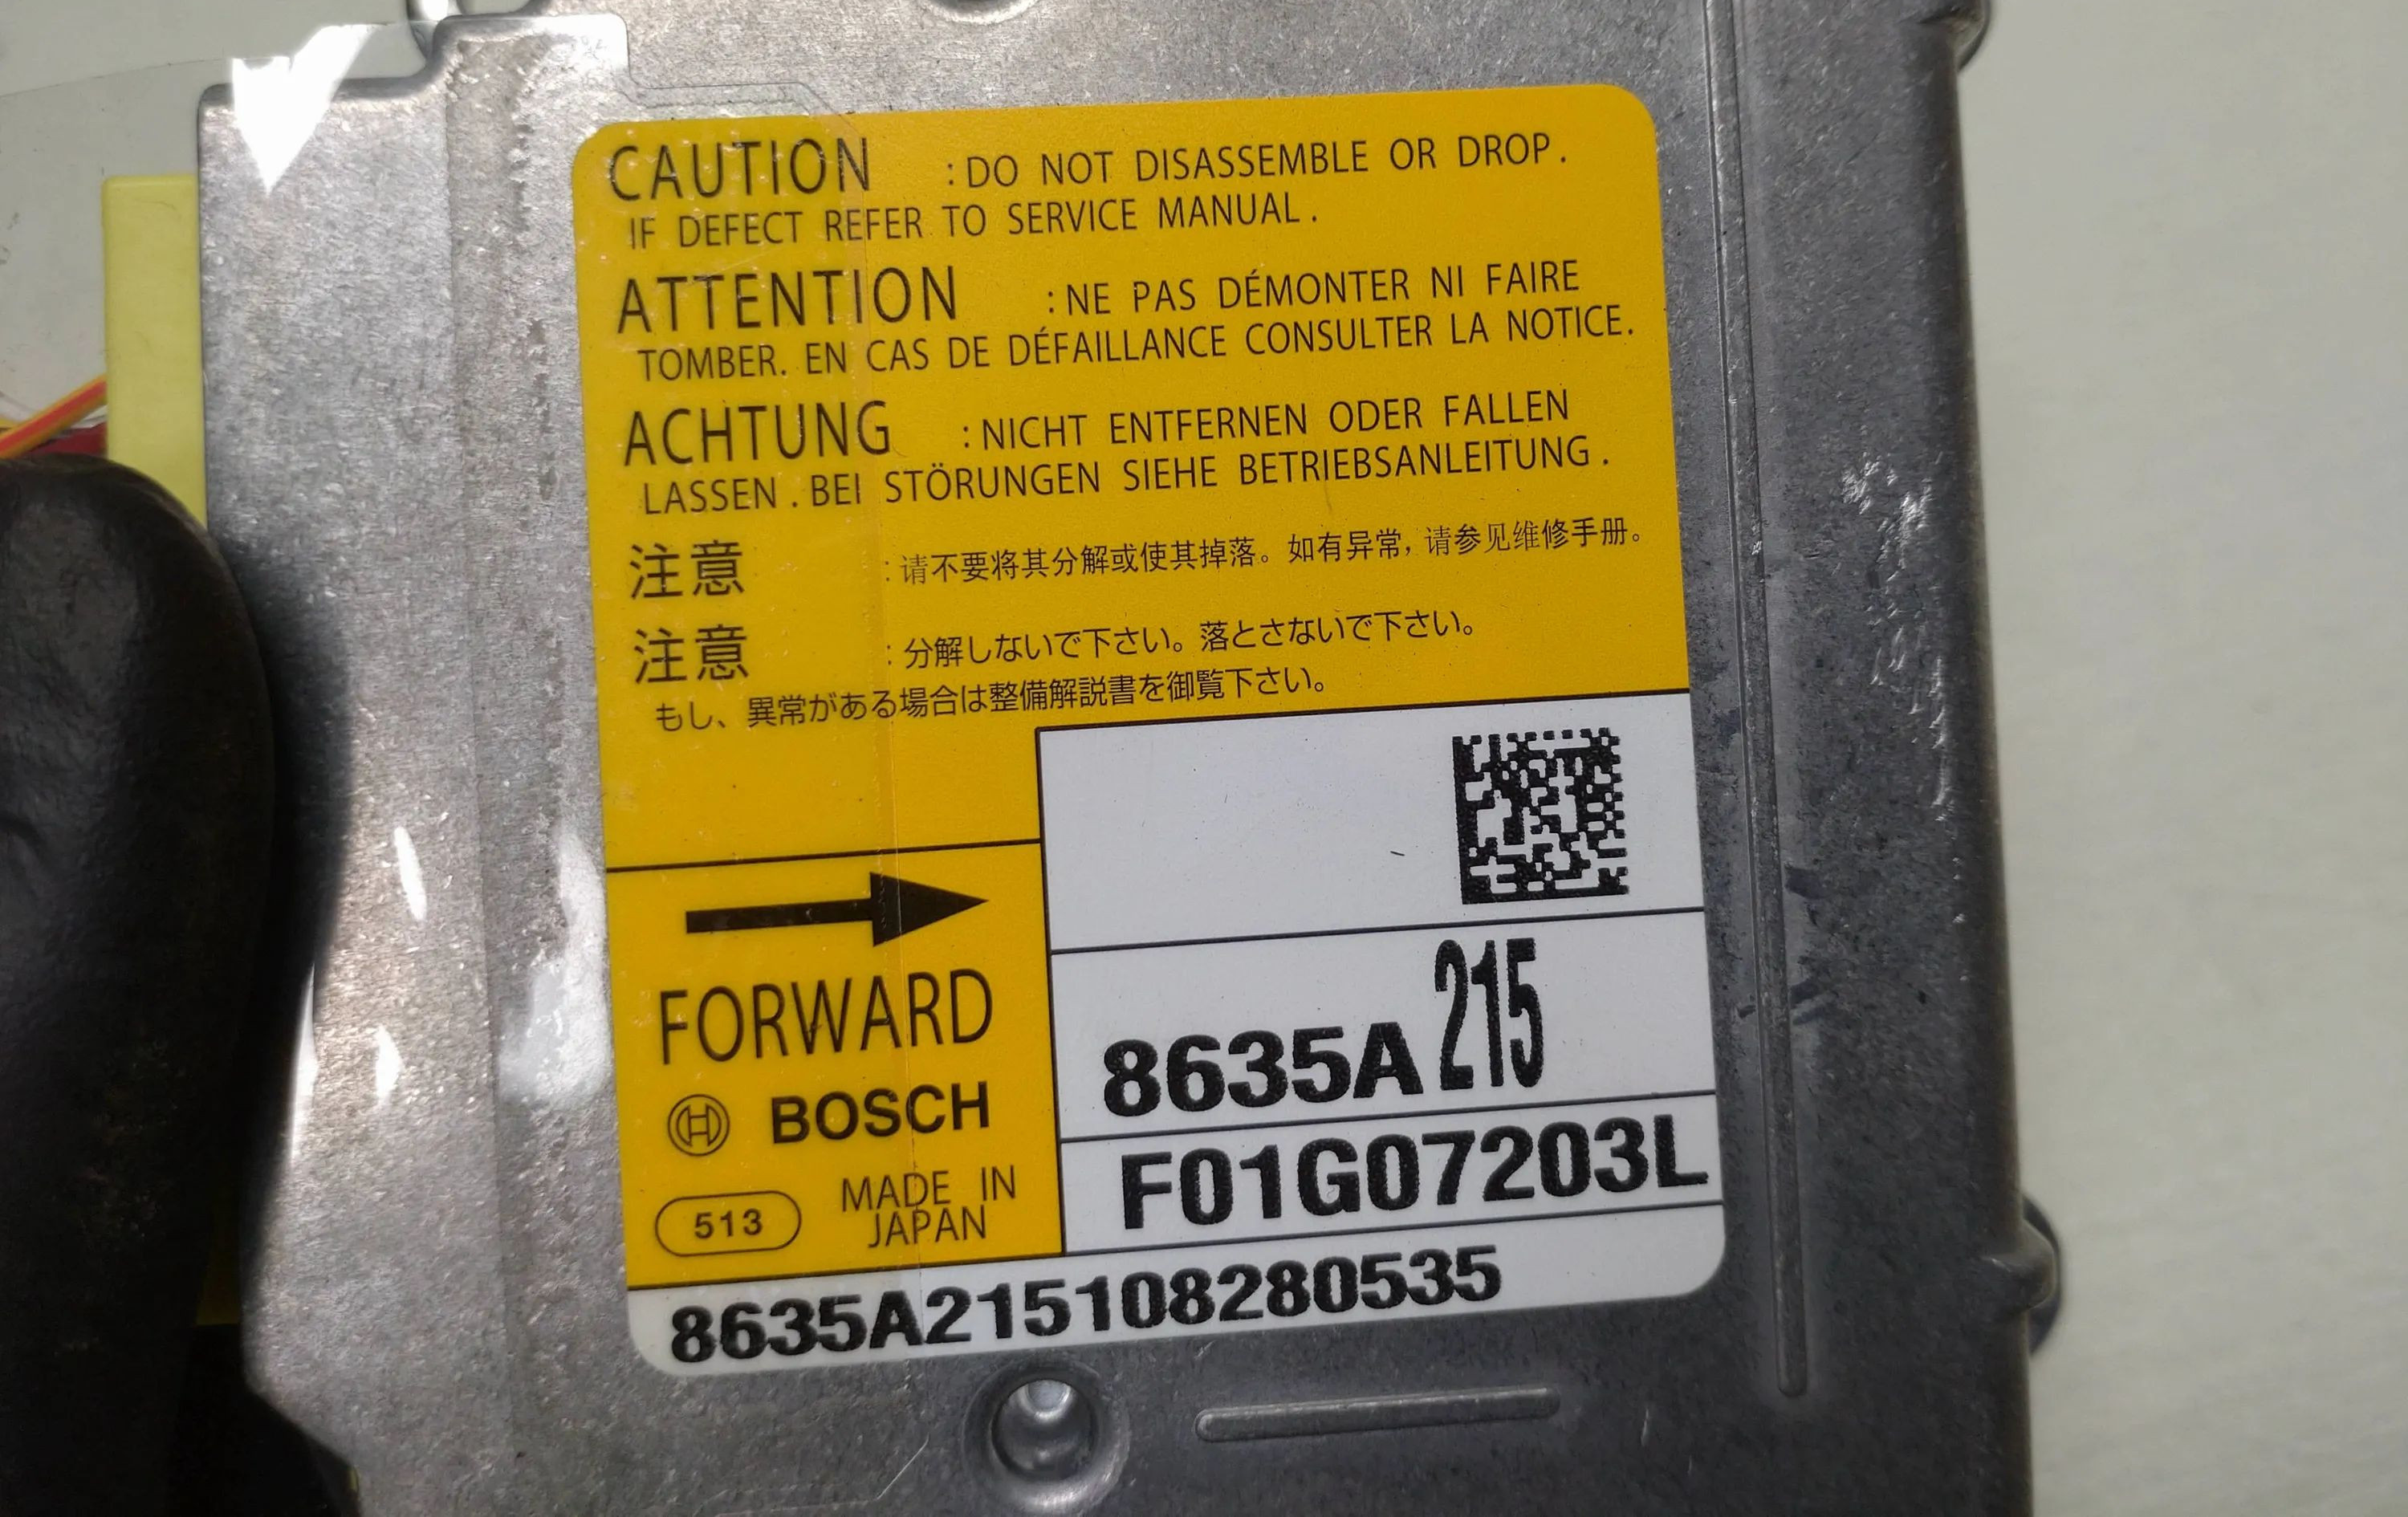 CAUTION : DO NOT DISASSEMBLE OR DROP.
IF DEFECT REFER TO SERVICE MANUAL.
ATTENTION : NE PAS DÉMONTER NI FAIRE
TOMBER. EN CAS DE DÉFAILLANCE CONSULTER LA NOTICE.
ACHTUNG : NICHT ENTFERNEN ODER FALLEN
LASSEN. BEI STÖRUNGEN SIEHE BETRIEBSANLEITUNG.
注意 : 请不要将其分解或使其掉落。如有异常, 请参见维修手册。
注意 : 分解しないで下さい。落とさないで下さい。
もし、異常がある場合は整備解説書を御覧下さい。
FORWARD
BOSCH
513
MADE IN
JAPAN
8635A215
F01G07203L
8635A215108280535